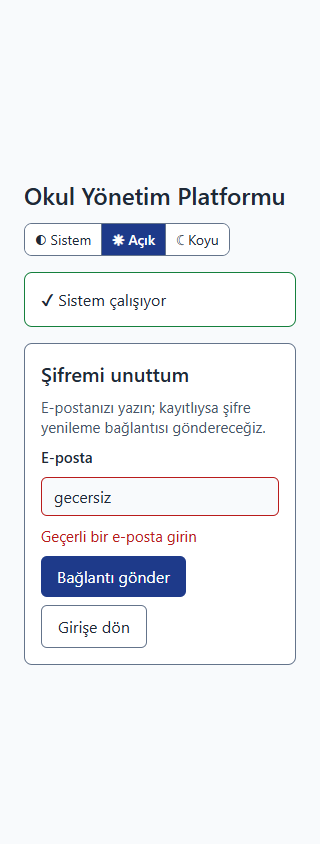 Okul Yönetim Platformu
◐ Sistem ☀ Açık ☾ Koyu
✔ Sistem çalışıyor
Şifremi unuttum
E-postanızı yazın; kayıtlıysa şifre
yenileme bağlantısı göndereceğiz.
E-posta
gecersiz
Geçerli bir e-posta girin
Bağlantı gönder
Girişe dön